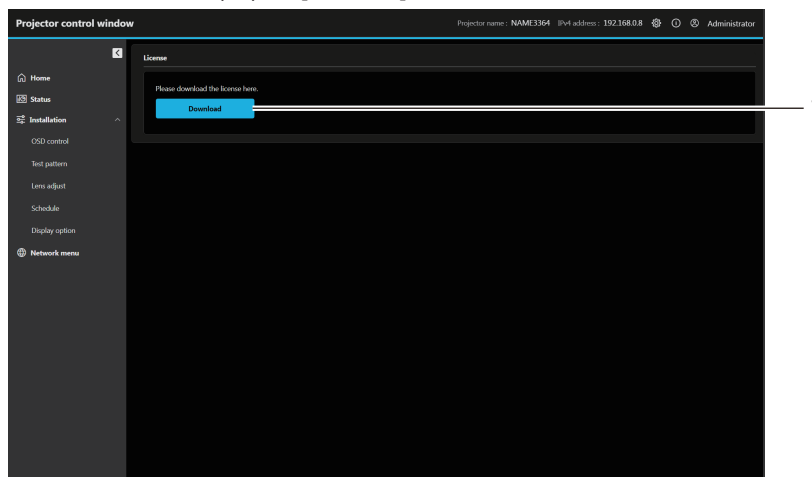 Projector control window
Projector name : NAME3364 IPv4 address : 192.168.0.8 Administrator
License
Please download the license here.
Download
Home
Status
Installation
OSD control
Test pattern
Lens adjust
Schedule
Display option
Network menu